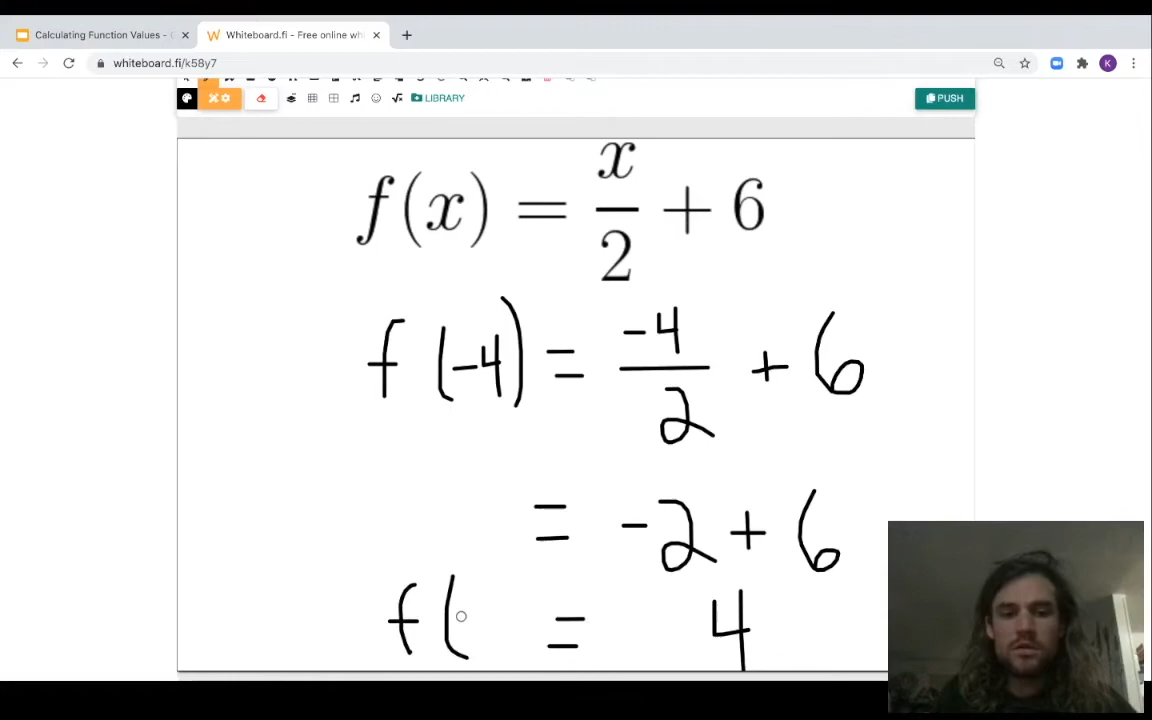 Calculating Function Values -
Whiteboard.fi - Free online whi
whiteboard.fi/k58y7
K
LIBRARY
PUSH
f(x) = x/2 + 6
f(-4) = -4/2 + 6
= -2 + 6
f( = 4